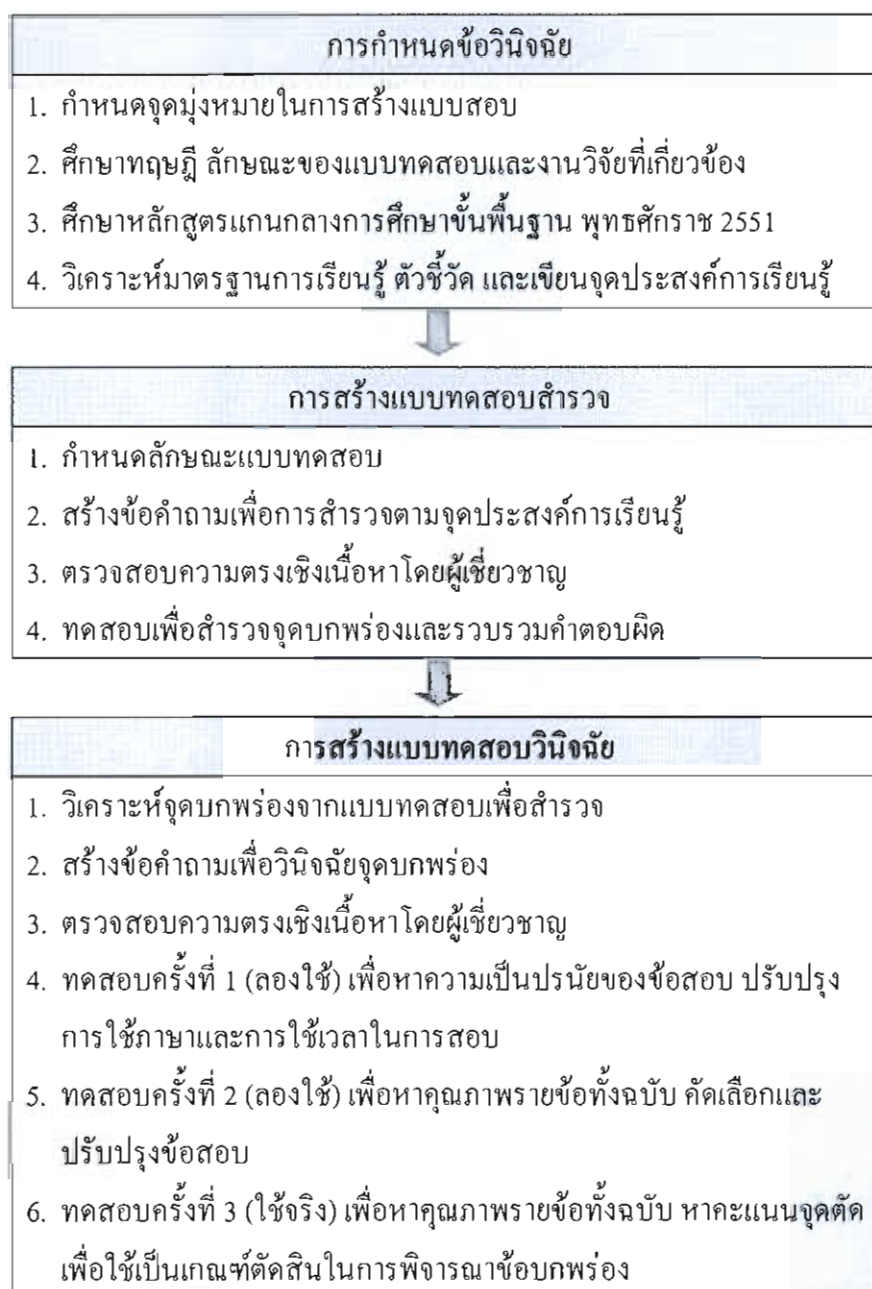 การกำหนดข้อวินิจฉัย
1. กำหนดจุดมุ่งหมายในการสร้างแบบสอบ
2. ศึกษาทฤษฎี ลักษณะของแบบทดสอบและงานวิจัยที่เกี่ยวข้อง
3. ศึกษาหลักสูตรแกนกลางการศึกษาขั้นพื้นฐาน พุทธศักราช 2551
4. วิเคราะห์มาตรฐานการเรียนรู้ ตัวชี้วัด และเขียนจุดประสงค์การเรียนรู้
การสร้างแบบทดสอบสำรวจ
1. กำหนดลักษณะแบบทดสอบ
2. สร้างข้อคำถามเพื่อการสำรวจตามจุดประสงค์การเรียนรู้
3. ตรวจสอบความตรงเชิงเนื้อหาโดยผู้เชี่ยวชาญ
4. ทดสอบเพื่อสำรวจจุดบกพร่องและรวบรวมคำตอบผิด
การสร้างแบบทดสอบวินิจฉัย
1. วิเคราะห์จุดบกพร่องจากแบบทดสอบเพื่อสำรวจ
2. สร้างข้อคำถามเพื่อวินิจฉัยจุดบกพร่อง
3. ตรวจสอบความตรงเชิงเนื้อหาโดยผู้เชี่ยวชาญ
4. ทดสอบครั้งที่ 1 (ลองใช้) เพื่อหาความเป็นปรนัยของข้อสอบ ปรับปรุง
การใช้ภาษาและการใช้เวลาในการสอบ
5. ทดสอบครั้งที่ 2 (ลองใช้) เพื่อหาคุณภาพรายข้อทั้งฉบับ คัดเลือกและ
ปรับปรุงข้อสอบ
6. ทดสอบครั้งที่ 3 (ใช้จริง) เพื่อหาคุณภาพรายข้อทั้งฉบับ หาคะแนนจุดตัด
เพื่อใช้เป็นเกณฑ์ตัดสินในการพิจารณาข้อบกพร่อง